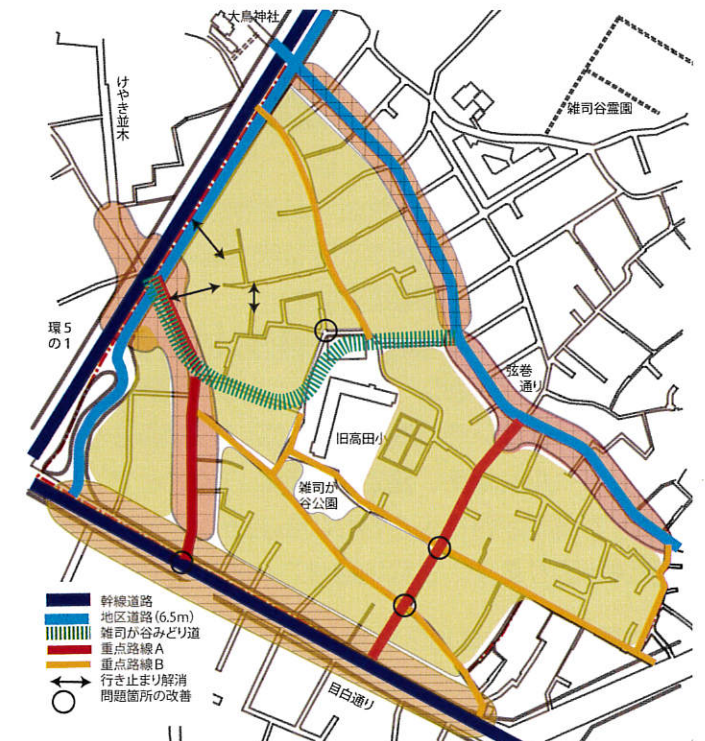 大鳥神社
けやき並木
雑司谷霊園
環5の1
弦巻
通り
旧高田小
雑司が
谷公園
目白通り
幹線道路
地区道路(6.5m)
雑司が谷みどり道
重点路線A
重点路線B
行き止まり解消
問題箇所の改善